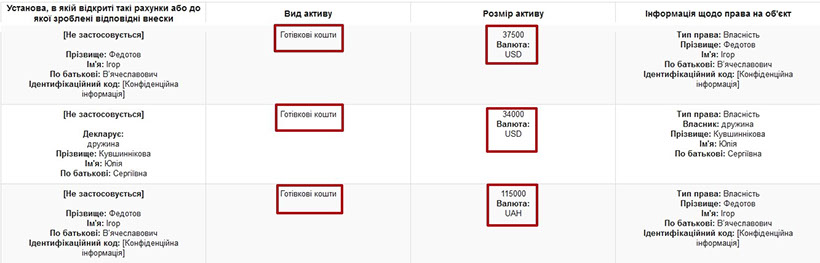 Установа, в якій відкриті такі рахунки або до якої зроблені відповідні внески
Вид активу
Розмір активу
Інформація щодо права на об'єкт
[Не застосовується]
Прізвище: Федотов
Ім'я: Ігор
По батькові: В'ячеславович
Ідентифікаційний код: [Конфіденційна
інформація]
Готівкові кошти
37500
Валюта:
USD
Тип права: Власність
Прізвище: Федотов
Ім'я: Ігор
По батькові: В'ячеславович
Ідентифікаційний код: [Конфіденційна
інформація]
[Не застосовується]
Декларує:
дружина
Прізвище: Кувшиннікова
Ім'я: Юлія
По батькові: Сергіївна
Готівкові кошти
34000
Валюта:
USD
Тип права: Власність
Власник: дружина
Прізвище: Кувшиннікова
Ім'я: Юлія
По батькові: Сергіївна
[Не застосовується]
Прізвище: Федотов
Ім'я: Ігор
По батькові: В'ячеславович
Ідентифікаційний код: [Конфіденційна
інформація]
Готівкові кошти
115000
Валюта:
UAH
Тип права: Власність
Прізвище: Федотов
Ім'я: Ігор
По батькові: В'ячеславович
Ідентифікаційний код: [Конфіденційна
інформація]